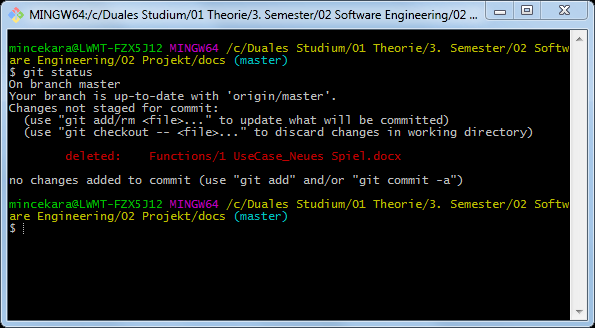 MINGW64:/c/Duales Studium/01 Theorie/3. Semester/02 Software Engineering/02 ...
mincekara@LWMT-FZX5J12 MINGW64 /c/Duales Studium/01 Theorie/3. Semester/02 Softw
are Engineering/02 Projekt/docs (master)
$ git status
On branch master
Your branch is up-to-date with 'origin/master'.
Changes not staged for commit:
  (use "git add/rm <file>..." to update what will be committed)
  (use "git checkout -- <file>..." to discard changes in working directory)
        deleted:    Functions/1 UseCase_Neues Spiel.docx
no changes added to commit (use "git add" and/or "git commit -a")
mincekara@LWMT-FZX5J12 MINGW64 /c/Duales Studium/01 Theorie/3. Semester/02 Softw
are Engineering/02 Projekt/docs (master)
$